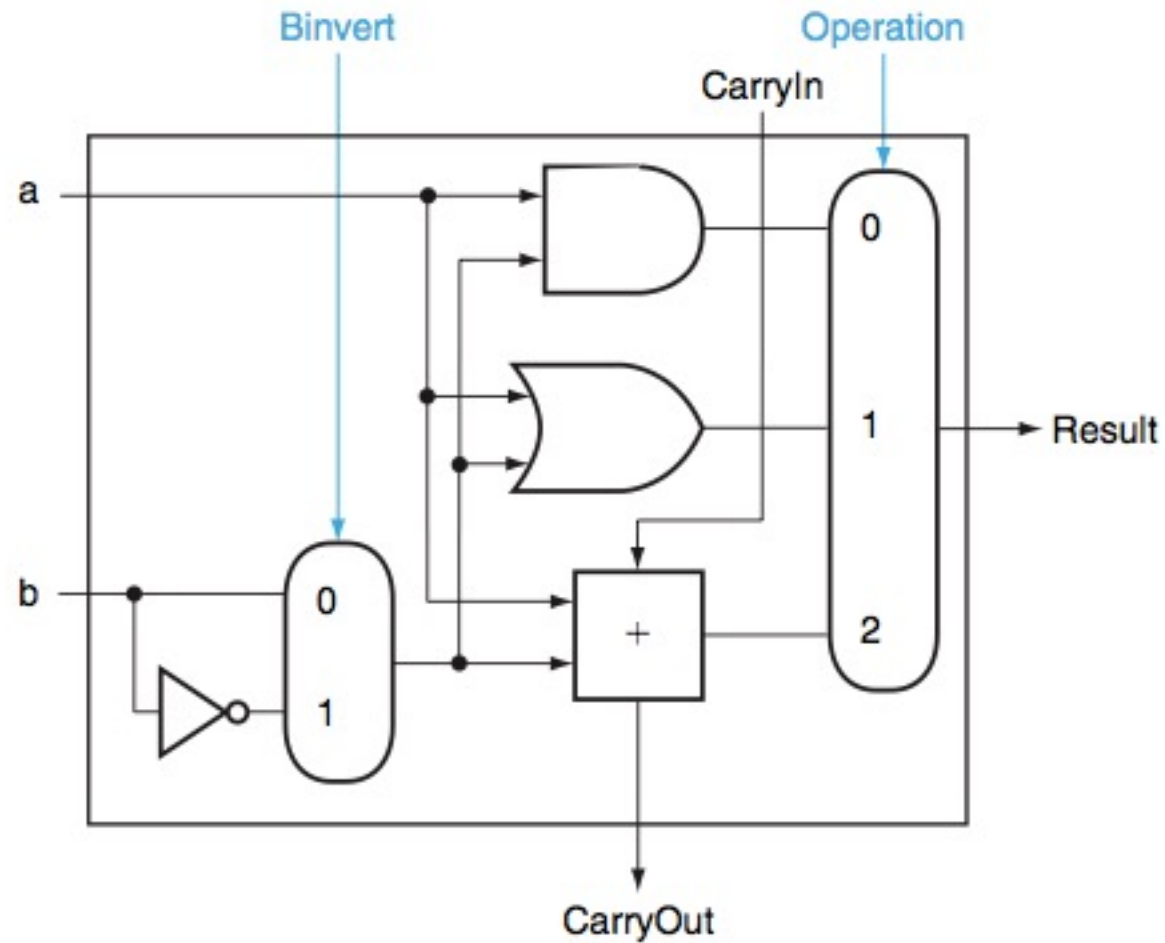 Binvert
Operation
CarryIn
a
0
1
Result
b
0
+
2
1
CarryOut